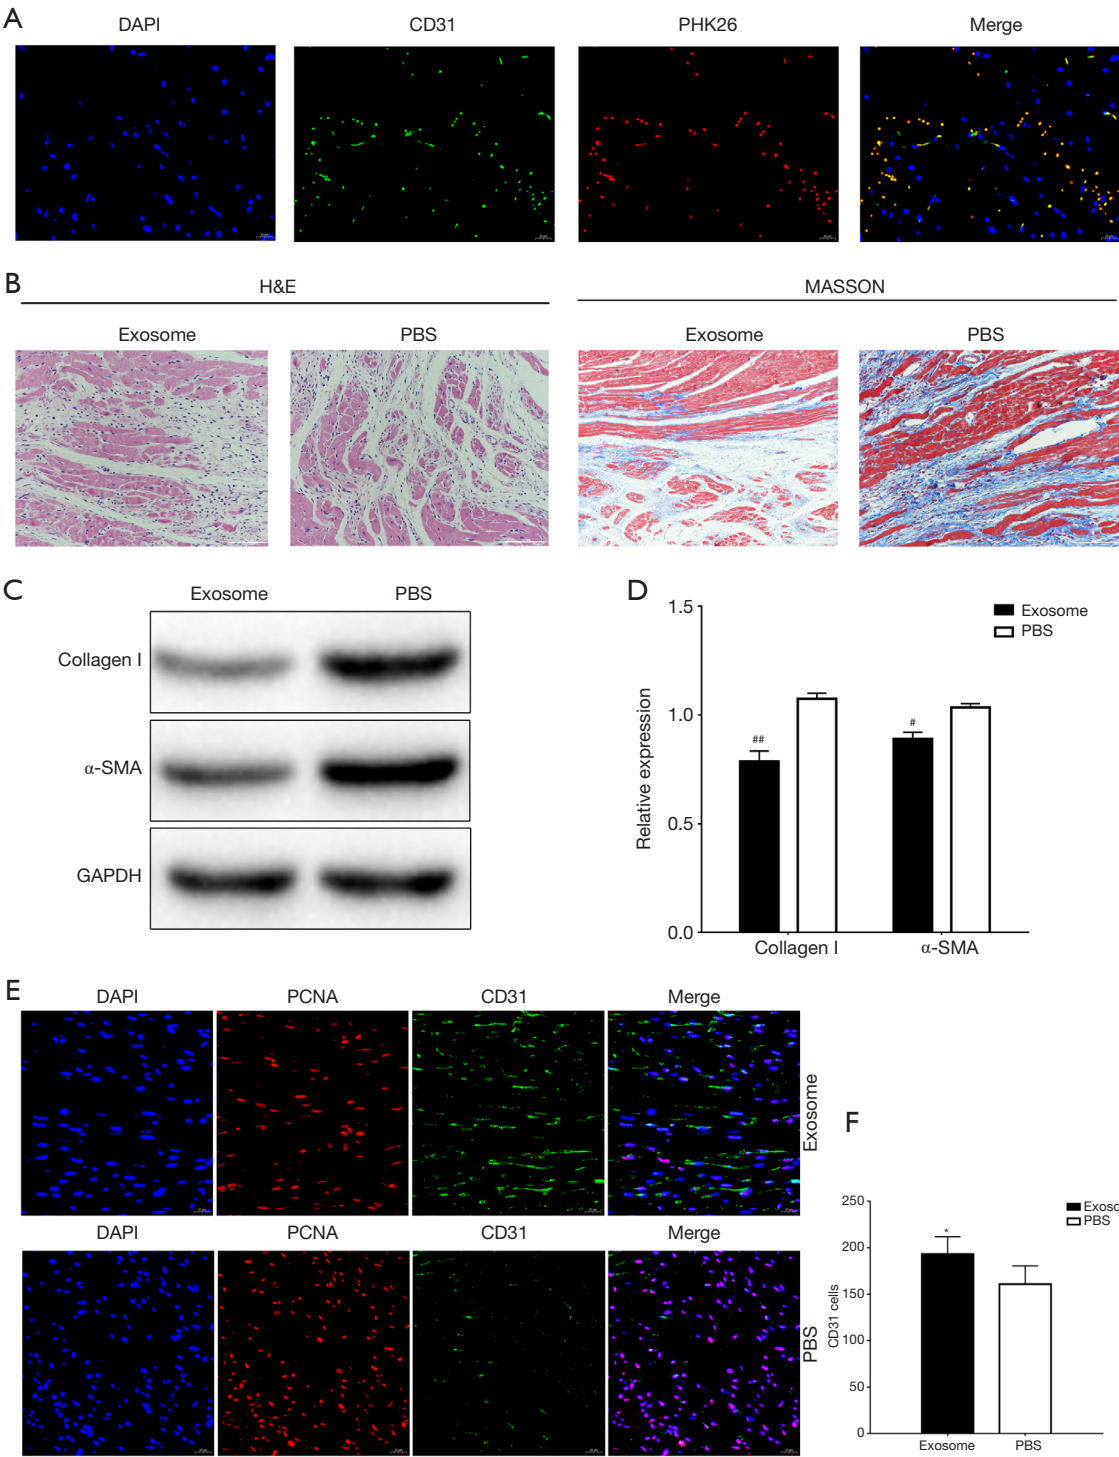 A
DAPI CD31 PHK26 Merge
B
H&E MASSON
Exosome PBS Exosome PBS
C
Exosome PBS
Collagen I
α-SMA
GAPDH
D
1.5
1.0
0.5
0.0
Relative expression
Exosome
PBS
##
#
Collagen I α-SMA
E
DAPI PCNA CD31 Merge
Exosome
DAPI PCNA CD31 Merge
PBS
F
250
200
150
100
50
0
CD31 cells
*
Exoso
PBS
Exosome PBS